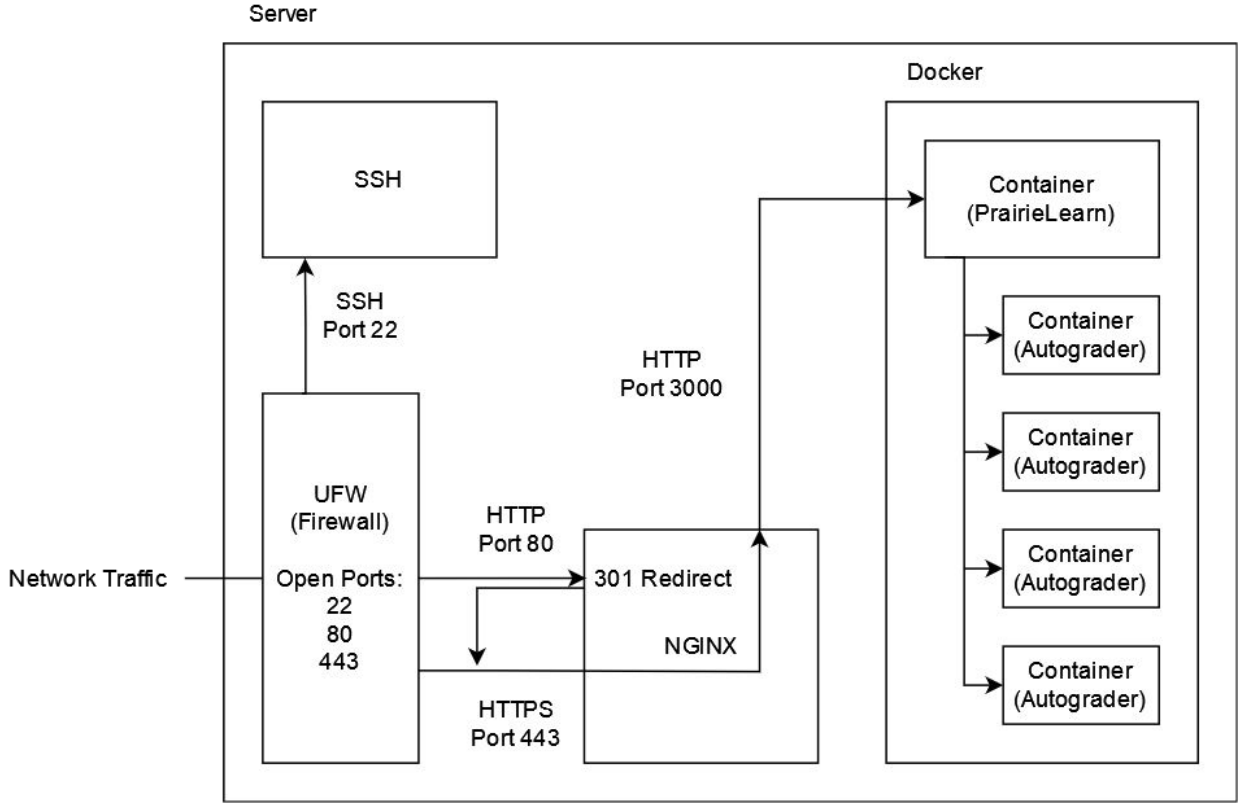 Server
Docker
SSH
Container
(PrairieLearn)
SSH
Port 22
Container
(Autograder)
HTTP
Port 3000
Container
(Autograder)
UFW
(Firewall)
HTTP
Port 80
Network Traffic
Open Ports:
22
80
443
301 Redirect
Container
(Autograder)
NGINX
HTTPS
Port 443
Container
(Autograder)